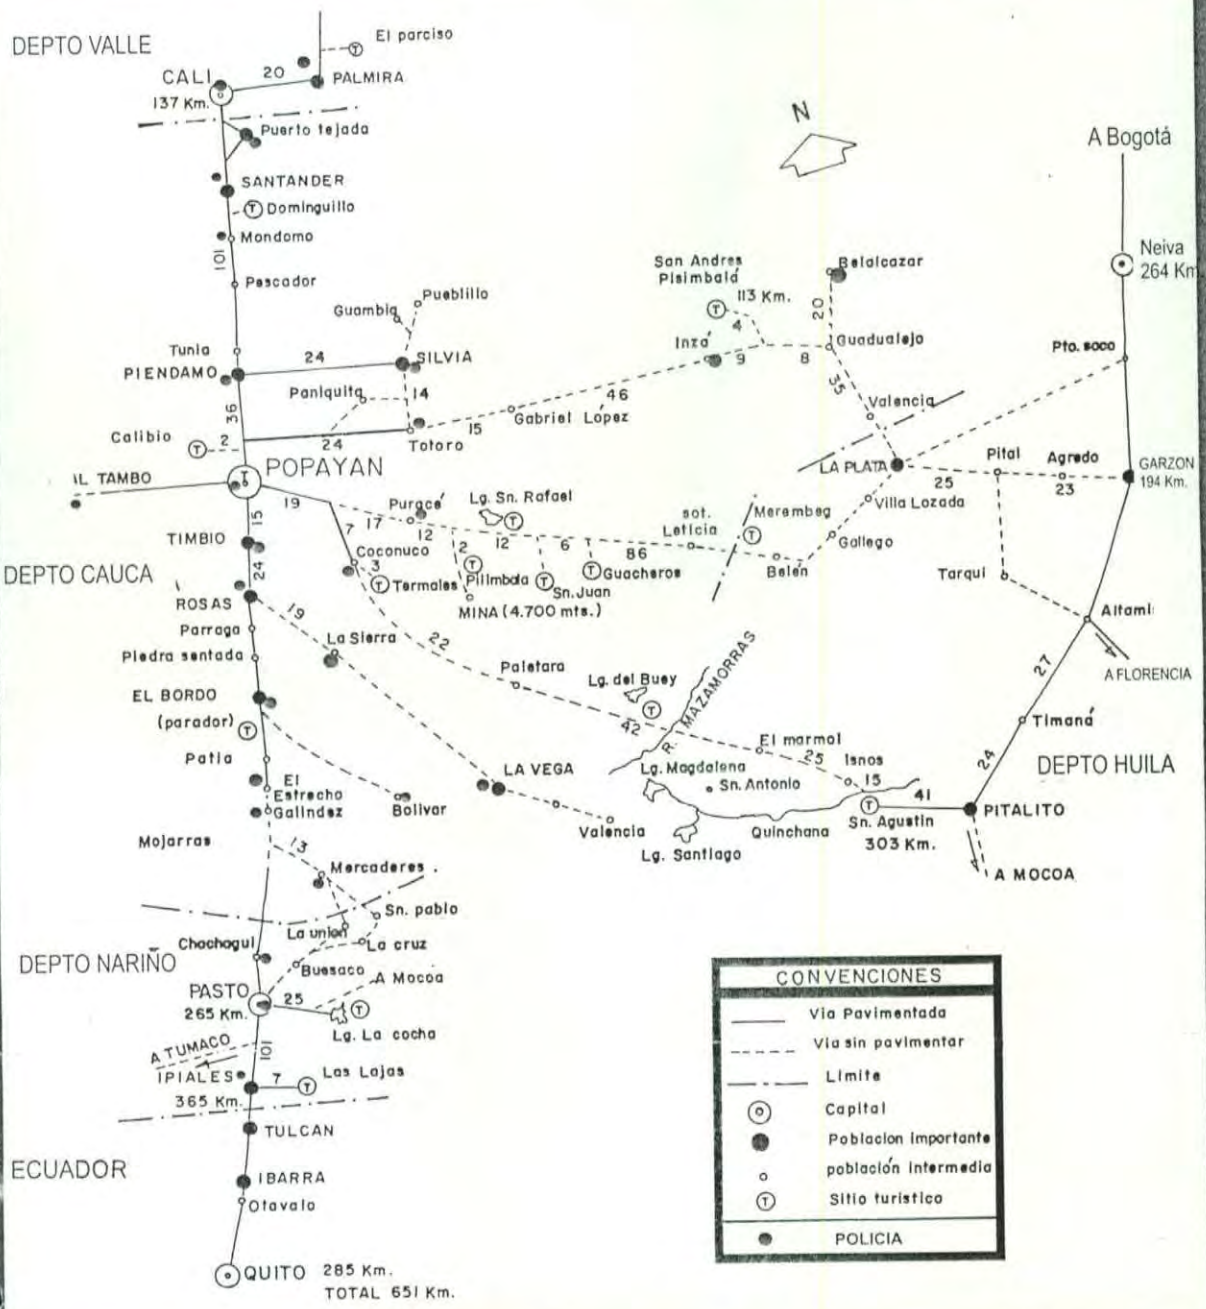 DEPTO VALLE
El parciso
T
CALI
20
PALMIRA
137 Km.
Puerto tejada
N
A Bogotá
SANTANDER
T Dominguillo
Mondomo
101
Pescador
Neiva
264 Km
San Andres
Pisimbalá
113 Km.
T
4
Belalcazar
20
Pueblillo
Guambia
Tunia
24
SILVIA
PIENDAMO
Inzá
9
8
Guadualejo
Pto. soco
Paniquita
14
36
46
35
Gabriel López
Valencia
Calibio
T
2
24
Totoro
15
POPAYAN
T
IL TAMBO
LA PLATA
25
Pital
Agredo
23
GARZON
194 Km.
19
7
17
Puracé
12
Lg. Sn. Rafael
T
2
12
6
86
sot.
Leticia
Merembeg
T
Villa Lozada
Gallego
15
TIMBIO
Coconuco
3
T
Termales
T
Pilimbala
T
Sn. Juan
T
Guacheros
Belén
Tarqui
DEPTO CAUCA
24
ROSAS
MINA (4.700 mts.)
Altami
Parraga
19
La Sierra
22
Piedra sentada
Paletara
R. MAZAMORRAS
27
A FLORENCIA
EL BORDO
Lg. del Buey
T
(parador)
T
42
El marmol
Timaná
Patia
25
Isnos
24
DEPTO HUILA
LA VEGA
Lg. Magdalena
Sn. Antonio
15
T
41
El
Estrecho
Galindez
Bolivar
Valencia
Quinchana
Sn. Agustin
303 Km.
PITALITO
Mojarras
13
Lg. Santiago
Mercaderes
A MOCOA
Sn. pablo
La union
Chachagui
La cruz
DEPTO NARIÑO
Buesaco
A Mocoa
PASTO
265 Km.
25
T
Lg. La cocha
A TUMACO
101
IPIALES
7
T
Las Lajas
365 Km.
TULCAN
ECUADOR
IBARRA
Otavalo
QUITO 285 Km.
TOTAL 651 Km.
CONVENCIONES
Via Pavimentada
Via sin pavimentar
Limite
Capital
Poblacion importante
población intermedia
T
Sitio turistico
POLICIA